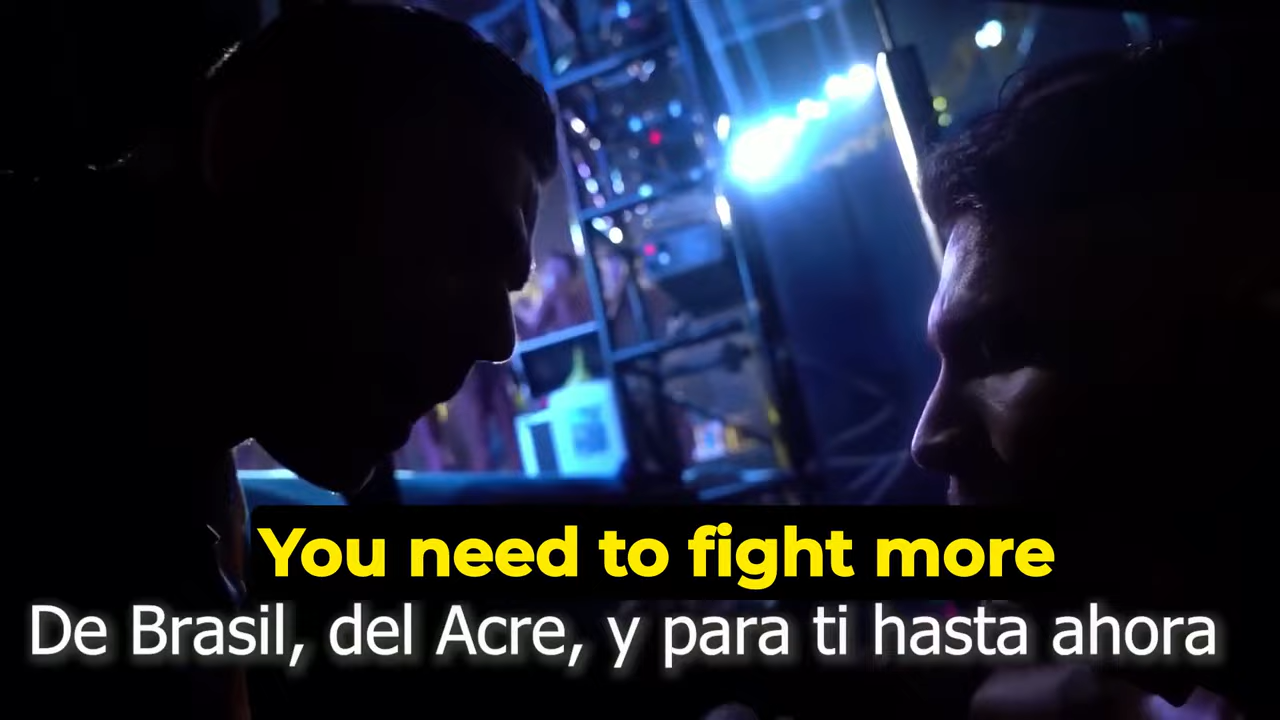 You need to fight more
De Brasil, del Acre, y para ti hasta ahora